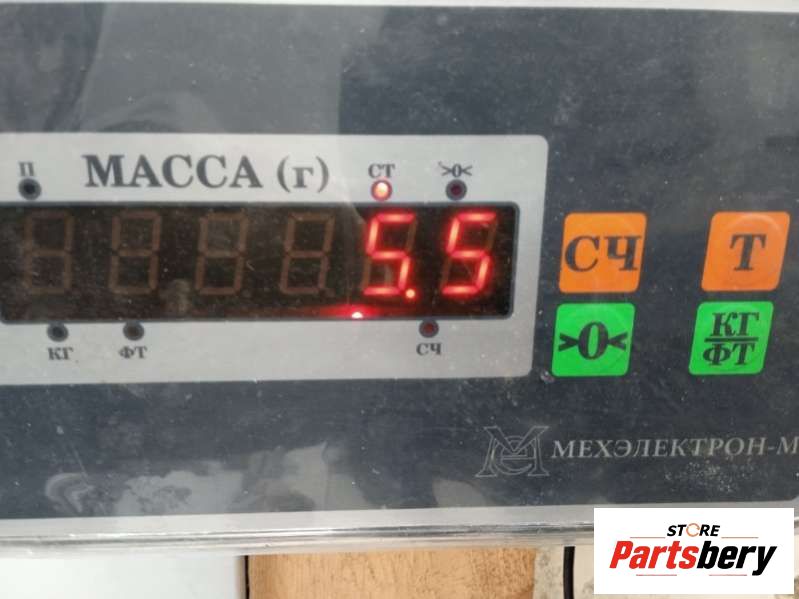 П МАССА (г) СТ >0<
5.5
КГ ФТ СЧ
СЧ Т
>0< КГ/ФТ
МЕХЭЛЕКТРОН-М
STORE
Partsbery